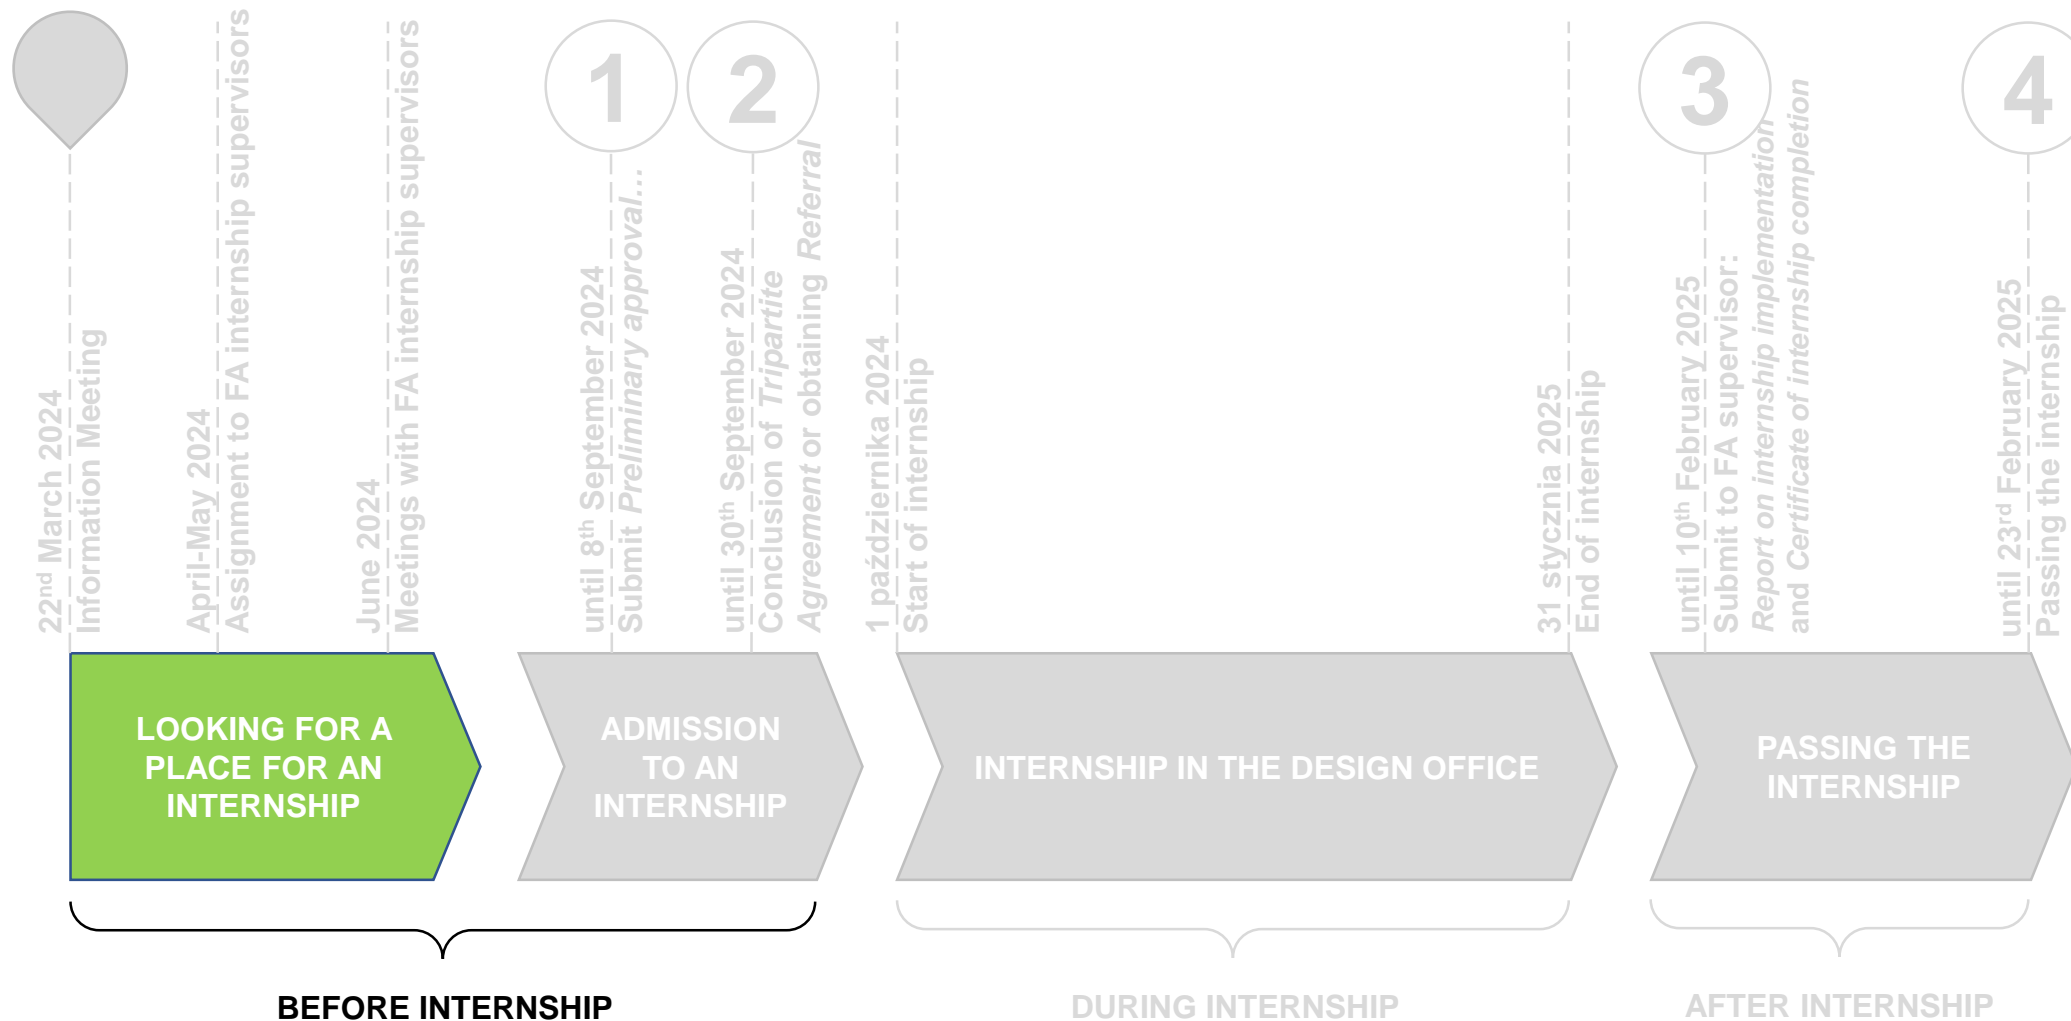 22nd March 2024
Information Meeting
April-May 2024
Assignment to FA internship supervisors
June 2024
Meetings with FA internship supervisors
1
until 8th September 2024
Submit Preliminary approval...
2
until 30th September 2024
Conclusion of Tripartite
Agreement or obtaining Referral
1 października 2024
Start of internship
31 stycznia 2025
End of internship
3
until 10th February 2025
Submit to FA supervisor:
Report on internship implementation
and Certificate of internship completion
4
until 23rd February 2025
Passing the internship
LOOKING FOR A
PLACE FOR AN
INTERNSHIP
ADMISSION
TO AN
INTERNSHIP
INTERNSHIP IN THE DESIGN OFFICE
PASSING THE
INTERNSHIP
BEFORE INTERNSHIP
DURING INTERNSHIP
AFTER INTERNSHIP